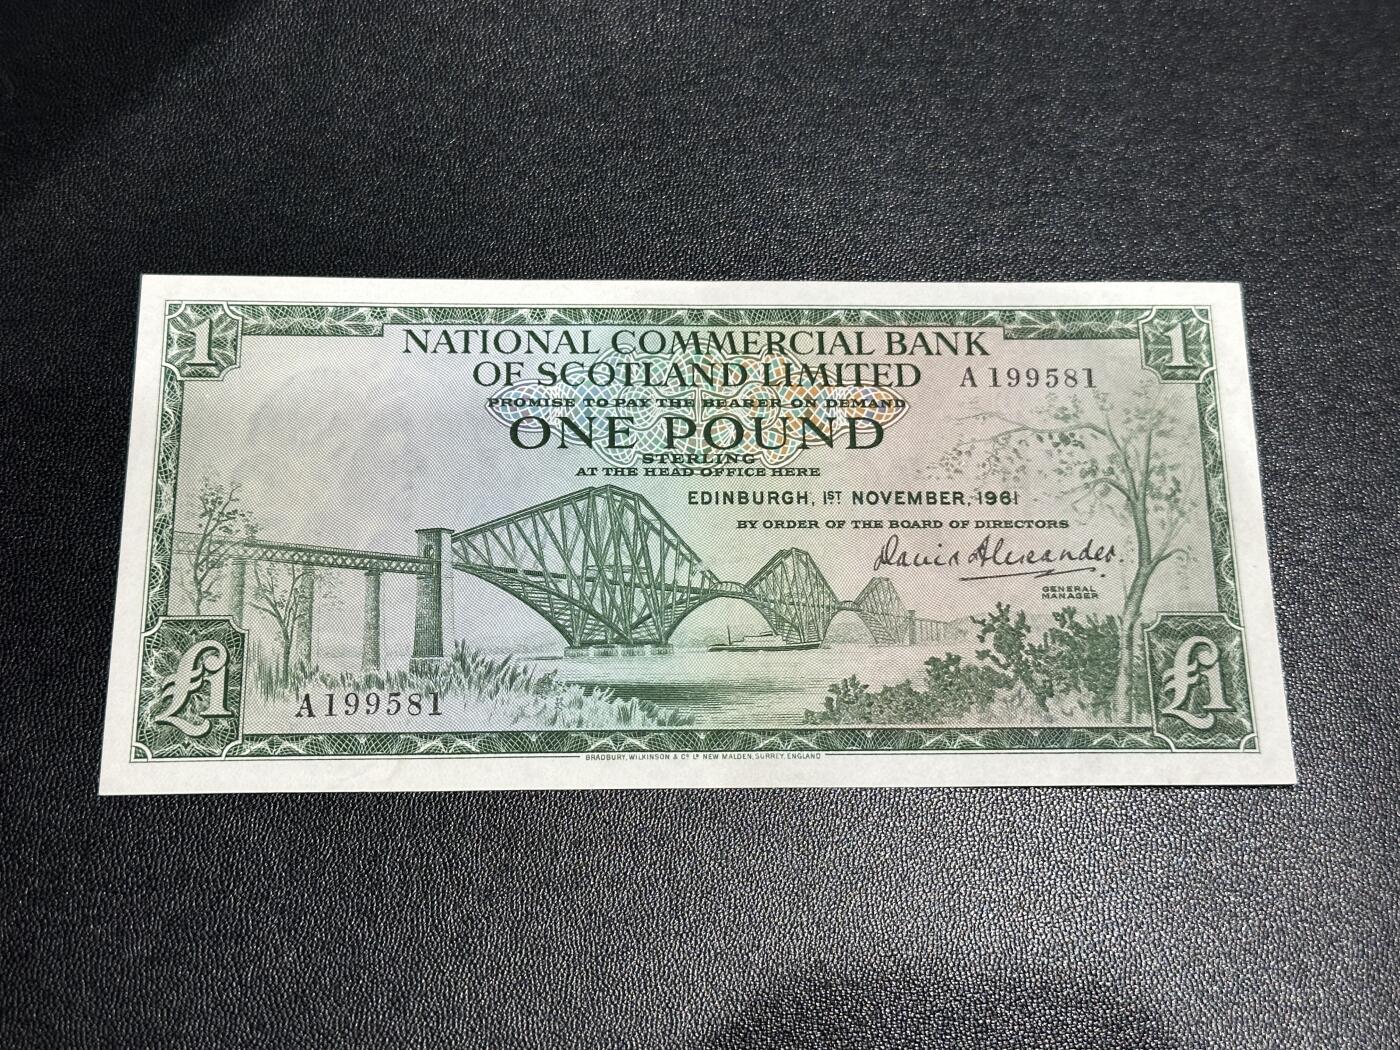 1
1
NATIONAL COMMERCIAL BANK
OF SCOTLAND LIMITED
A 199581
PROMISE TO PAY THE BEARER ON DEMAND
ONE POUND
STERLING
AT THE HEAD OFFICE HERE
EDINBURGH, 1ST NOVEMBER, 1961
BY ORDER OF THE BOARD OF DIRECTORS
David Alexander.
GENERAL
MANAGER
£1
£1
A 199581
BRADBURY, WILKINSON & Co. Ld. NEW MALDEN, SURREY, ENGLAND